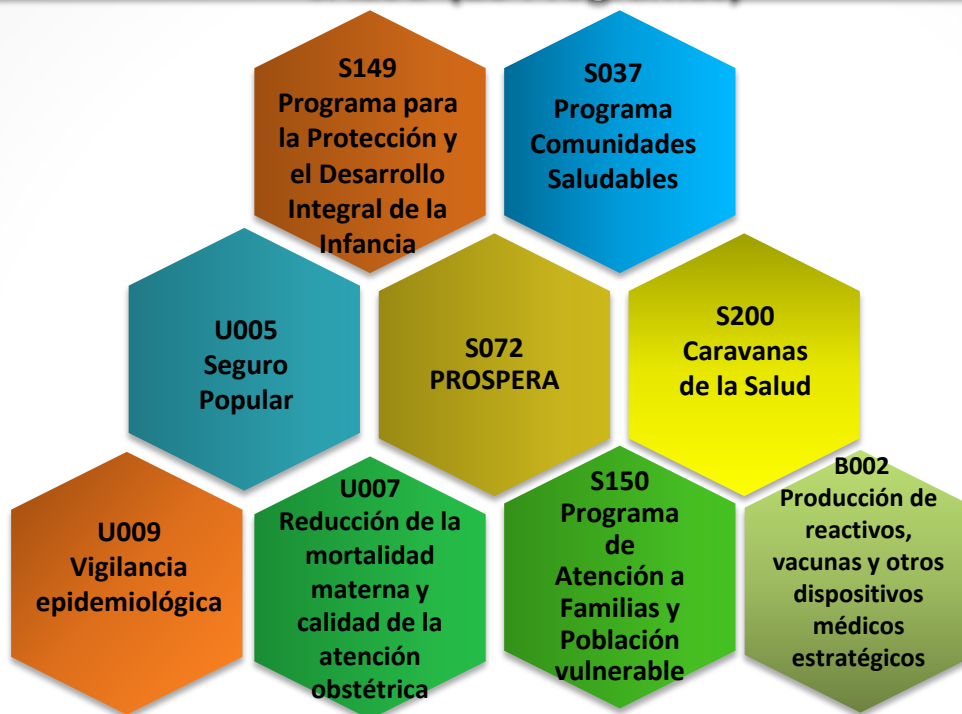 S149
Programa para
la Protección y
el Desarrollo
Integral de la
Infancia
S037
Programa
Comunidades
Saludables
U005
Seguro
Popular
S072
PROSPERA
S200
Caravanas
de la Salud
U009
Vigilancia
epidemiológica
U007
Reducción de la
mortalidad
materna y
calidad de la
atención
obstétrica
S150
Programa
de
Atención a
Familias y
Población
vulnerable
B002
Producción de
reactivos,
vacunas y otros
dispositivos
médicos
estratégicos